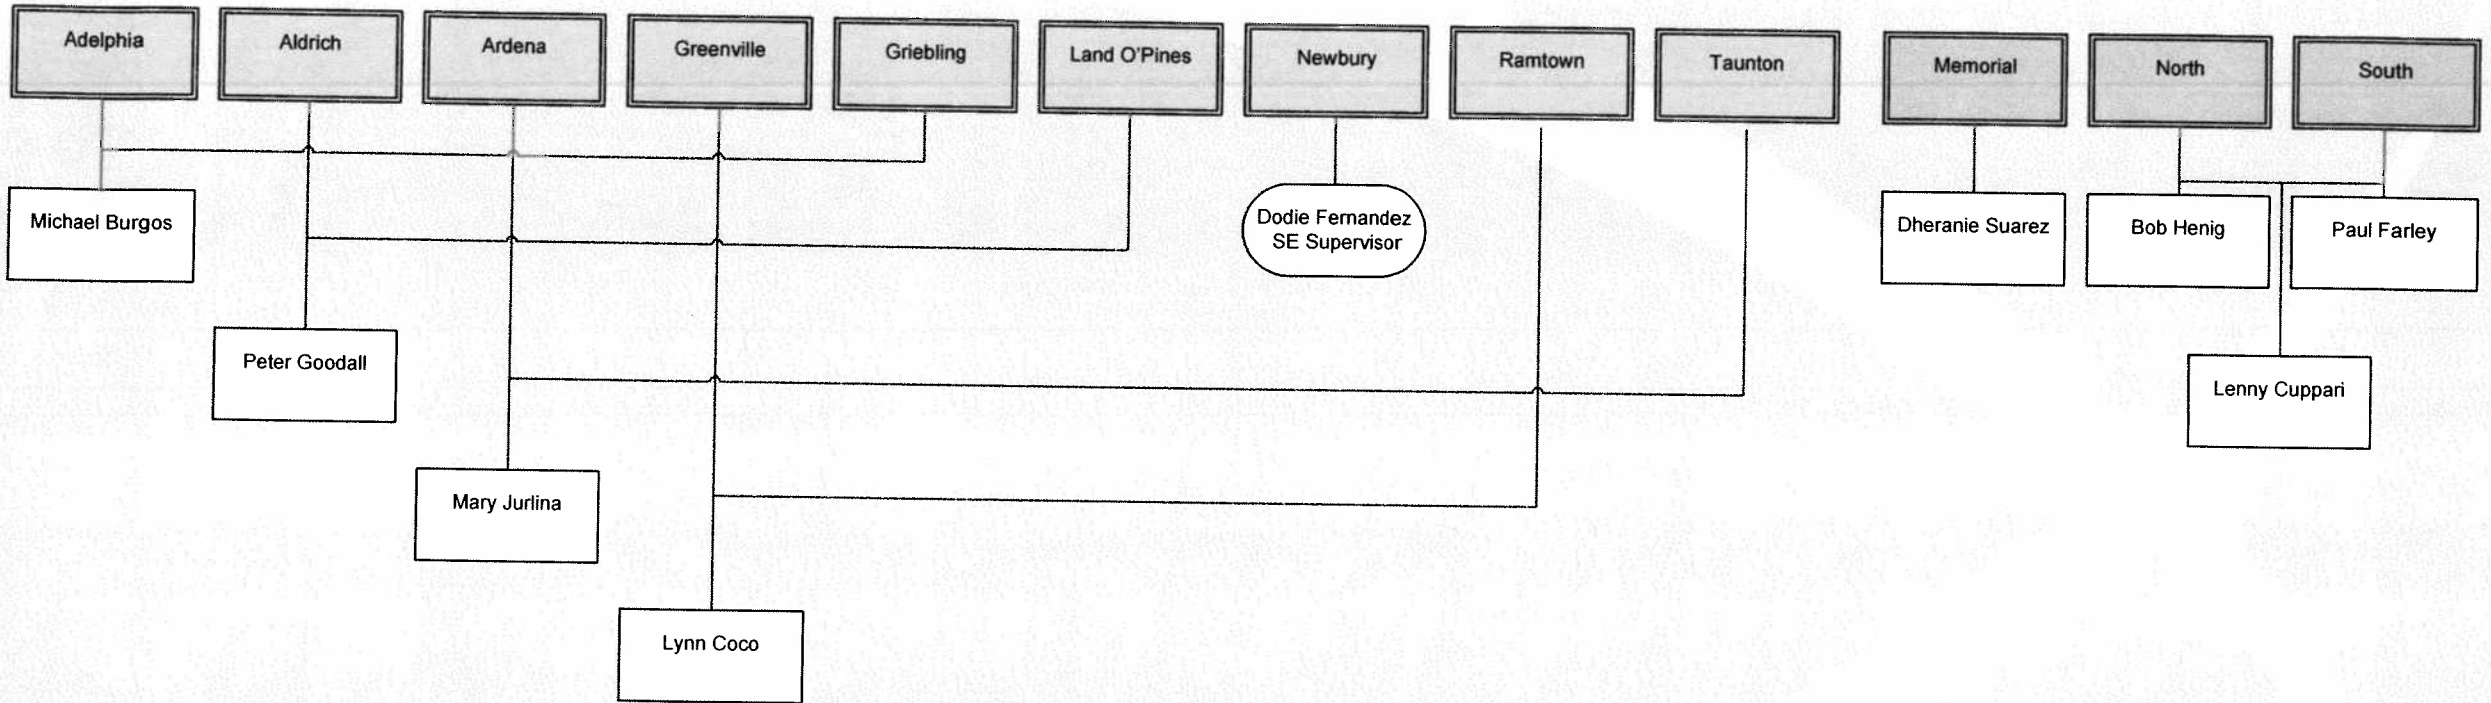 Adelphia
Aldrich
Ardena
Greenville
Griebling
Land O'Pines
Newbury
Ramtown
Taunton
Memorial
North
South
Michael Burgos
Dodie Fernandez
SE Supervisor
Dheranie Suarez
Bob Henig
Paul Farley
Peter Goodall
Lenny Cuppari
Mary Jurlina
Lynn Coco